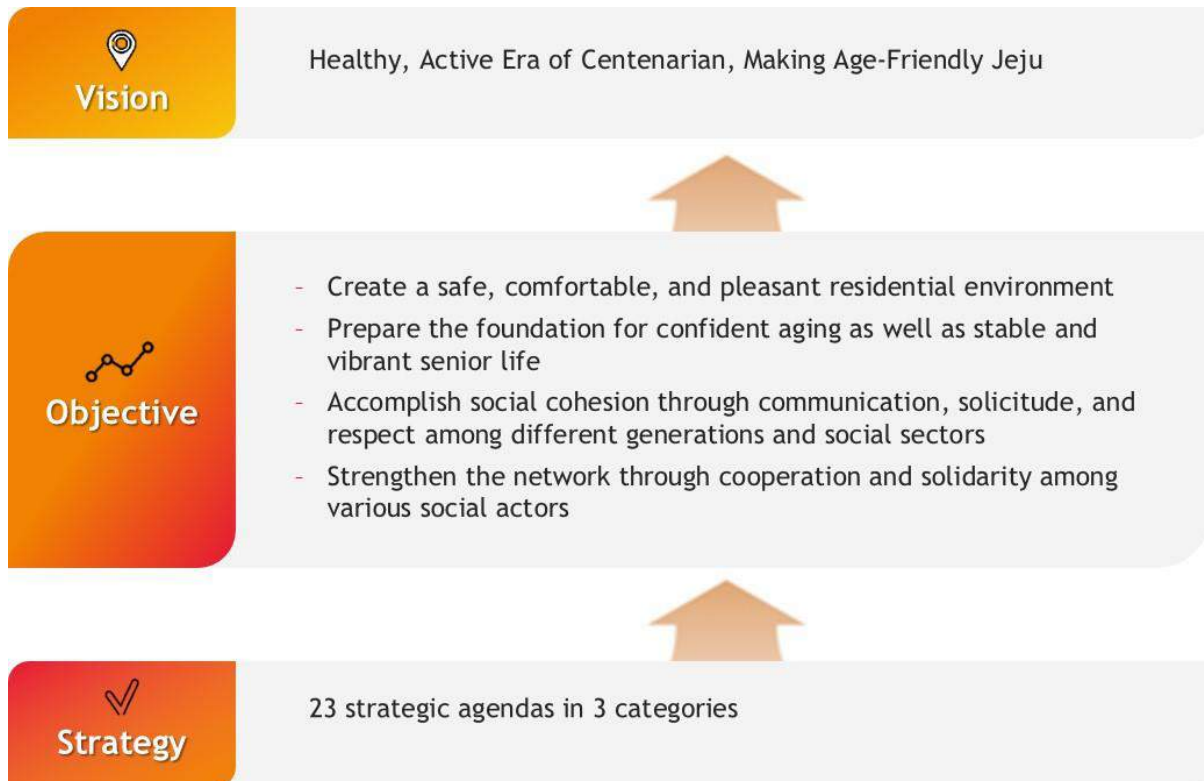 Vision
Healthy, Active Era of Centenarian, Making Age-Friendly Jeju
Objective
- Create a safe, comfortable, and pleasant residential environment
- Prepare the foundation for confident aging as well as stable and
vibrant senior life
- Accomplish social cohesion through communication, solicitude, and
respect among different generations and social sectors
- Strengthen the network through cooperation and solidarity among
various social actors
Strategy
23 strategic agendas in 3 categories